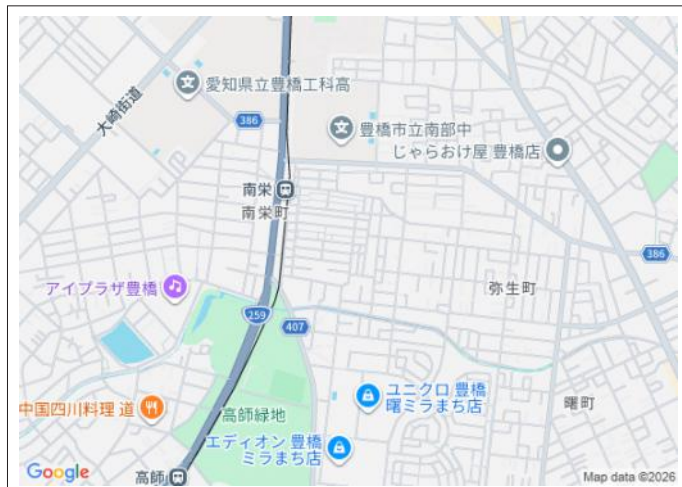 愛知県立豊橋工科高
大崎街道
386
豊橋市立南部中
じゃらおけ屋 豊橋店
南栄
南栄町
386
アイプラザ豊橋
弥生町
259
407
ユニクロ 豊橋
曙ミラまち店
中国四川料理 道
高師緑地
曙町
エディオン 豊橋
ミラまち店
高師
Google
Map data ©2026